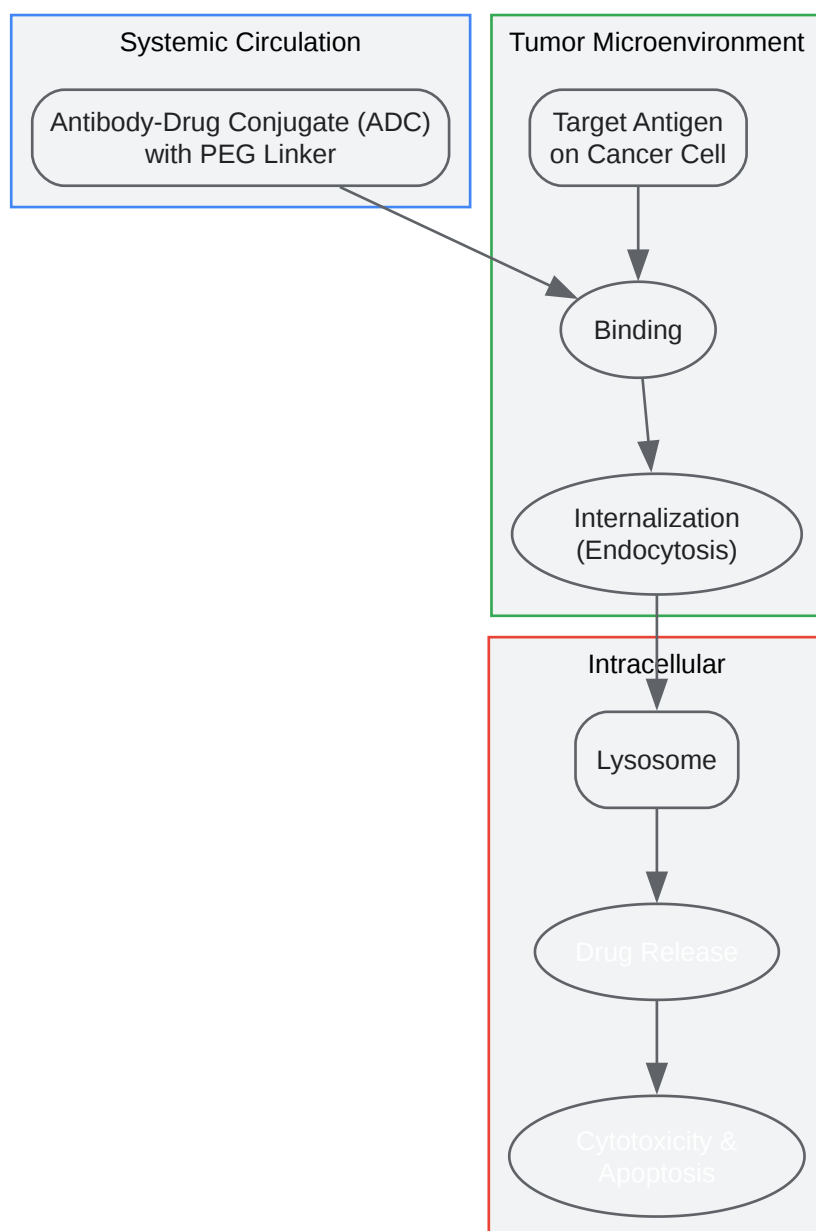 Systemic Circulation
Tumor Microenvironment
Antibody-Drug Conjugate (ADC)
with PEG Linker
Target Antigen
on Cancer Cell
Binding
Internalization
(Endocytosis)
Intracellular
Lysosome
Drug Release
Cytotoxicity &
Apoptosis